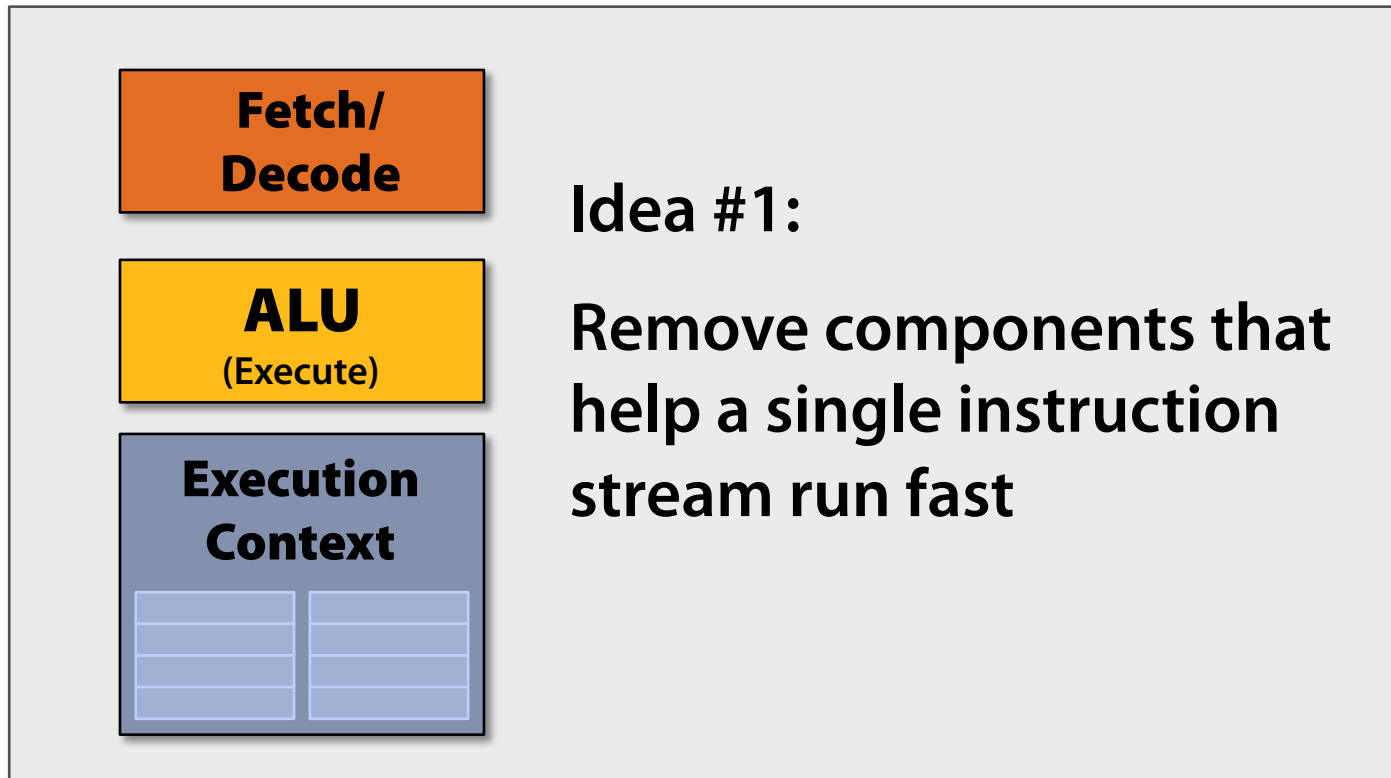 Fetch/
Decode
ALU
(Execute)
Execution
Context
Idea #1:
Remove components that
help a single instruction
stream run fast